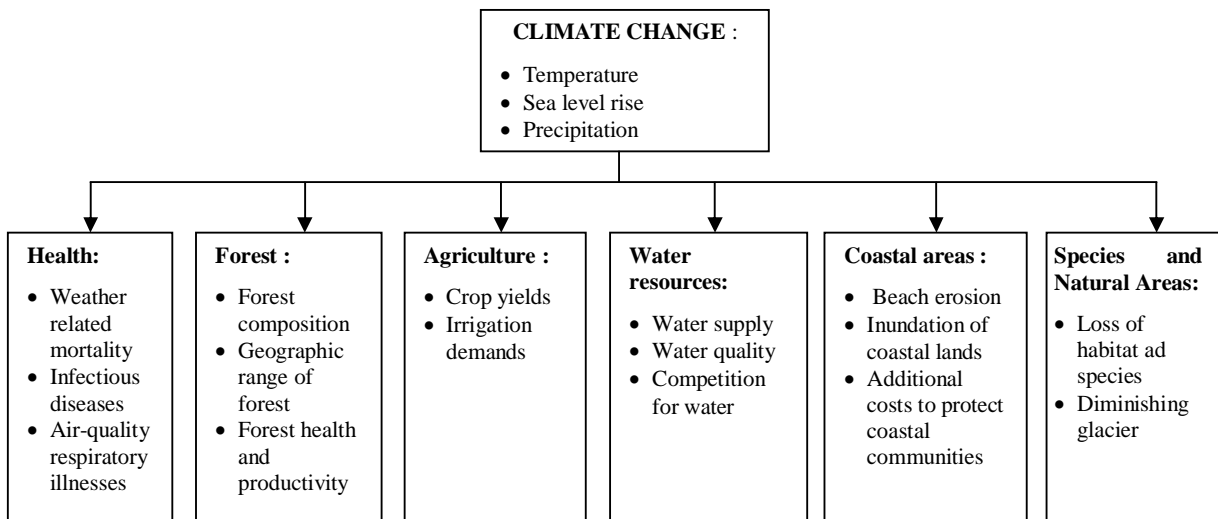 CLIMATE CHANGE :
• Temperature
• Sea level rise
• Precipitation
Health:
• Weather
related
mortality
• Infectious
diseases
• Air-quality
respiratory
illnesses
Forest :
• Forest
composition
• Geographic
range of
forest
• Forest health
and
productivity
Agriculture :
• Crop yields
• Irrigation
demands
Water
resources:
• Water supply
• Water quality
• Competition
for water
Coastal areas :
• Beach erosion
• Inundation of
coastal lands
• Additional
costs to protect
coastal
communities
Species and
Natural Areas:
• Loss of
habitat ad
species
• Diminishing
glacier